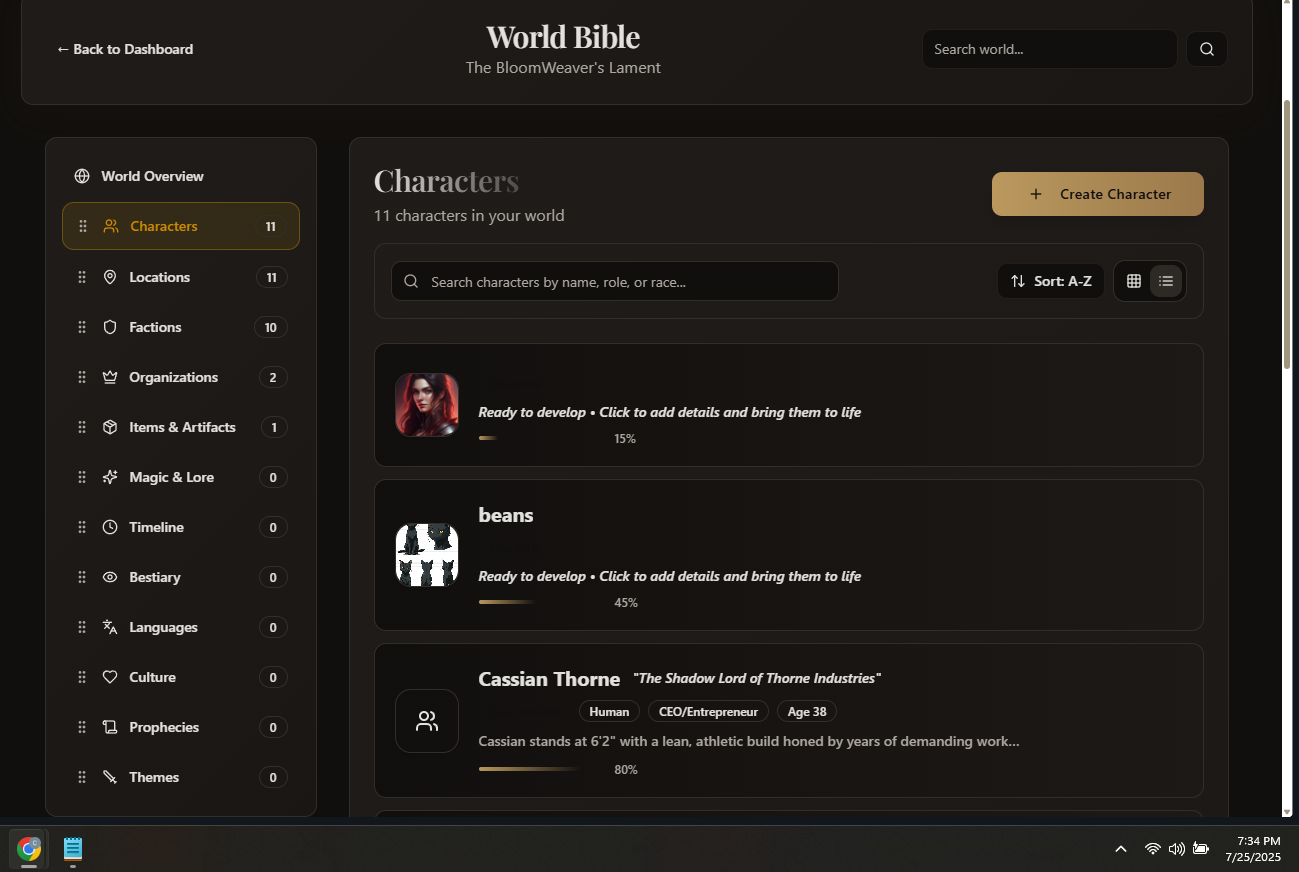 ← Back to Dashboard
World Bible
The BloomWeaver's Lament
Search world...
World Overview
Characters 11
Locations 11
Factions 10
Organizations 2
Items & Artifacts 1
Magic & Lore 0
Timeline 0
Bestiary 0
Languages 0
Culture 0
Prophecies 0
Themes 0
Characters
11 characters in your world
+ Create Character
Search characters by name, role, or race...
Sort: A-Z
Ready to develop • Click to add details and bring them to life
15%
beans
Ready to develop • Click to add details and bring them to life
45%
Cassian Thorne "The Shadow Lord of Thorne Industries"
Human CEO/Entrepreneur Age 38
Cassian stands at 6'2" with a lean, athletic build honed by years of demanding work...
80%
7:34 PM
7/25/2025